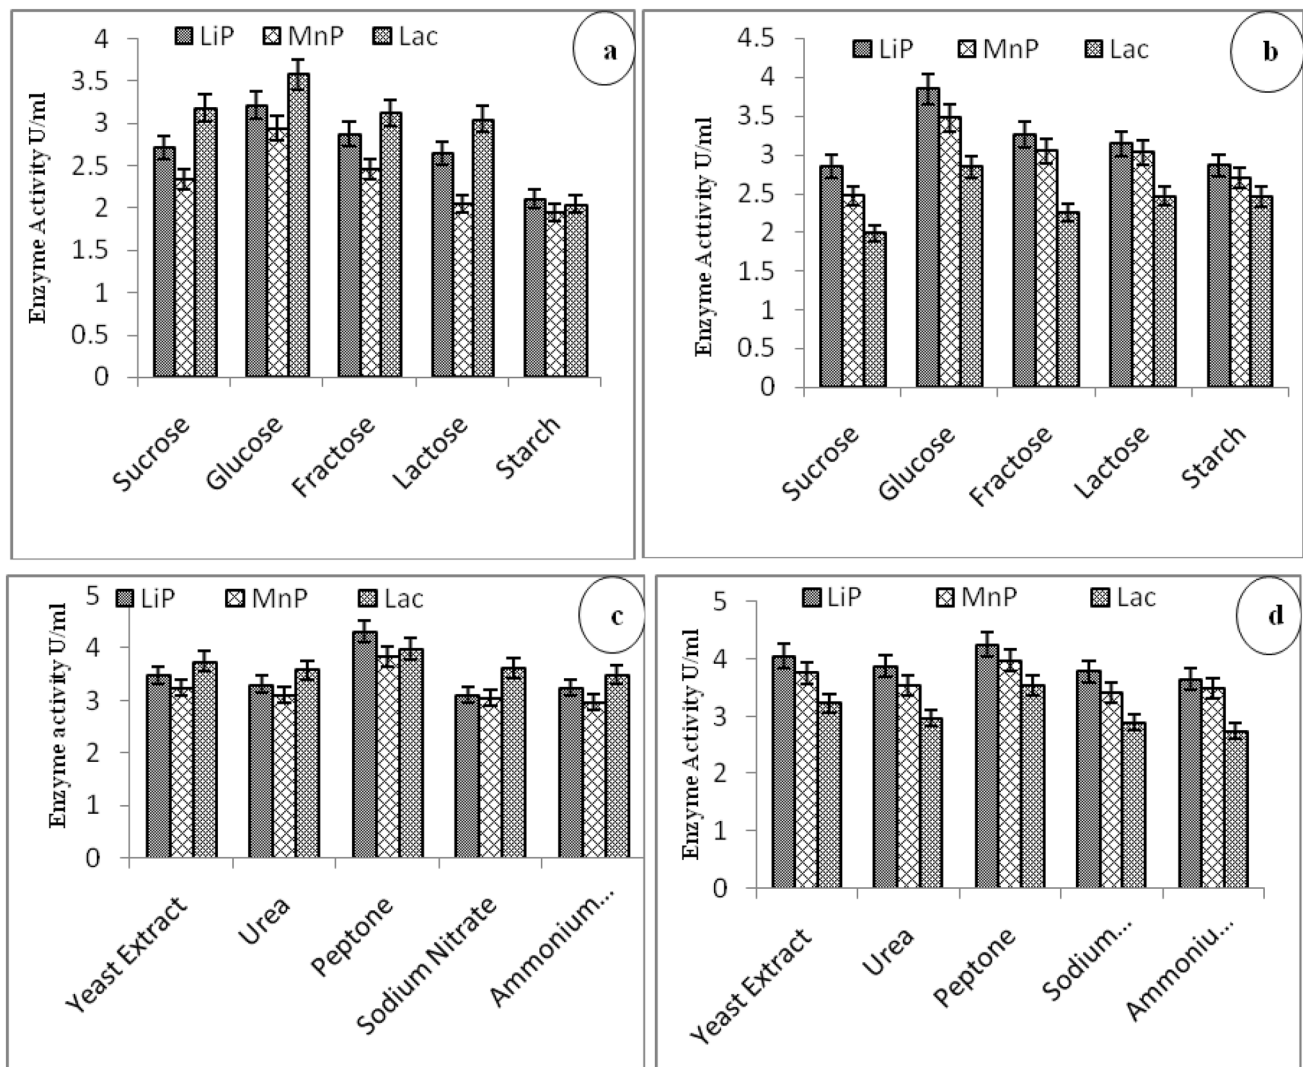 LiP MnP Lac
a
Enzyme Activity U/ml
4
3.5
3
2.5
2
1.5
1
0.5
0
Sucrose
Glucose
Fractose
Lactose
Starch
LiP MnP Lac
b
Enzyme Acttivity U/ml
4.5
4
3.5
3
2.5
2
1.5
1
0.5
0
Sucrose
Glucose
Fractose
Lactose
Starch
LiP MnP Lac
c
Enzyme activity U/ml
5
4
3
2
1
0
Yeast Extract
Urea
Peptone
Sodium Nitrate
Ammonium...
LiP MnP Lac
d
Enzyme Activity U/ml
5
4
3
2
1
0
Yeast Extract
Urea
Peptone
Sodium...
Ammoniu...